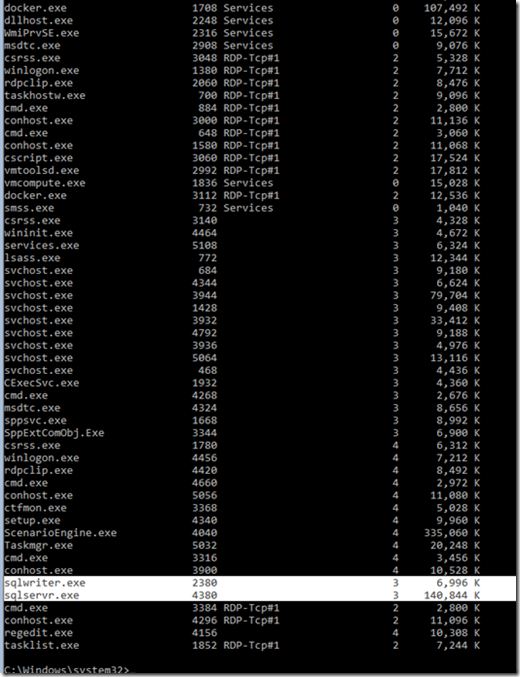 docker.exe 1708 Services 0 107,492 K
dllhost.exe 2248 Services 0 12,096 K
WmiPrvSE.exe 2316 Services 0 15,672 K
msdtc.exe 2908 Services 0 9,076 K
csrss.exe 3048 RDP-Tcp#1 2 5,328 K
winlogon.exe 1380 RDP-Tcp#1 2 7,712 K
rdpclip.exe 2060 RDP-Tcp#1 2 8,476 K
taskhostw.exe 700 RDP-Tcp#1 2 9,096 K
cmd.exe 884 RDP-Tcp#1 2 2,800 K
conhost.exe 3000 RDP-Tcp#1 2 11,136 K
cmd.exe 648 RDP-Tcp#1 2 3,060 K
conhost.exe 1580 RDP-Tcp#1 2 11,068 K
cscript.exe 3060 RDP-Tcp#1 2 17,524 K
vmtoolsd.exe 2992 RDP-Tcp#1 2 17,812 K
vmcompute.exe 1836 Services 0 15,028 K
docker.exe 3112 RDP-Tcp#1 2 12,536 K
smss.exe 732 Services 0 1,040 K
csrss.exe 3140 3 4,328 K
wininit.exe 4464 3 4,672 K
services.exe 5108 3 6,324 K
lsass.exe 772 3 12,344 K
svchost.exe 684 3 9,180 K
svchost.exe 4344 3 6,624 K
svchost.exe 3944 3 79,704 K
svchost.exe 1428 3 9,408 K
svchost.exe 3932 3 33,412 K
svchost.exe 4792 3 9,188 K
svchost.exe 3936 3 4,976 K
svchost.exe 5064 3 13,116 K
svchost.exe 468 3 4,436 K
CExecSvc.exe 1932 3 4,360 K
cmd.exe 4268 3 2,676 K
msdtc.exe 4324 3 8,656 K
sppsvc.exe 1668 3 8,992 K
SppExtComObj.Exe 3344 3 6,900 K
csrss.exe 1780 4 6,312 K
winlogon.exe 4456 4 7,212 K
rdpclip.exe 4420 4 8,492 K
cmd.exe 4660 4 2,972 K
conhost.exe 5056 4 11,080 K
ctfmon.exe 3368 4 5,028 K
setup.exe 4340 4 9,960 K
ScenarioEngine.exe 4040 4 335,060 K
Taskmgr.exe 5032 4 20,248 K
cmd.exe 3316 4 3,456 K
conhost.exe 3900 4 10,528 K
sqlwriter.exe 2380 3 6,996 K
sqlservr.exe 4380 3 140,844 K
cmd.exe 3384 RDP-Tcp#1 2 2,800 K
conhost.exe 4296 RDP-Tcp#1 2 11,096 K
regedit.exe 4156 4 10,308 K
tasklist.exe 1852 RDP-Tcp#1 2 7,244 K
C:\Windows\system32>